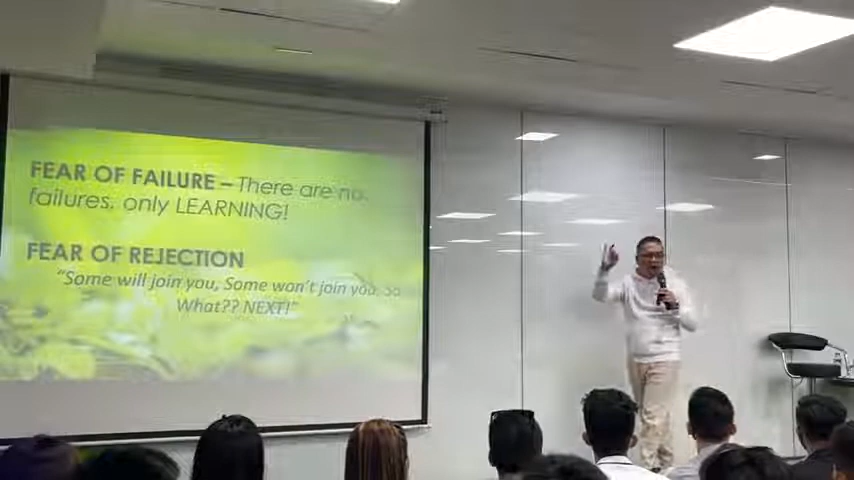 FEAR OF FAILURE – There are no
failures, only LEARNING!
FEAR OF REJECTION
"Some will join you, Some won't join you, so
What?? NEXT!"